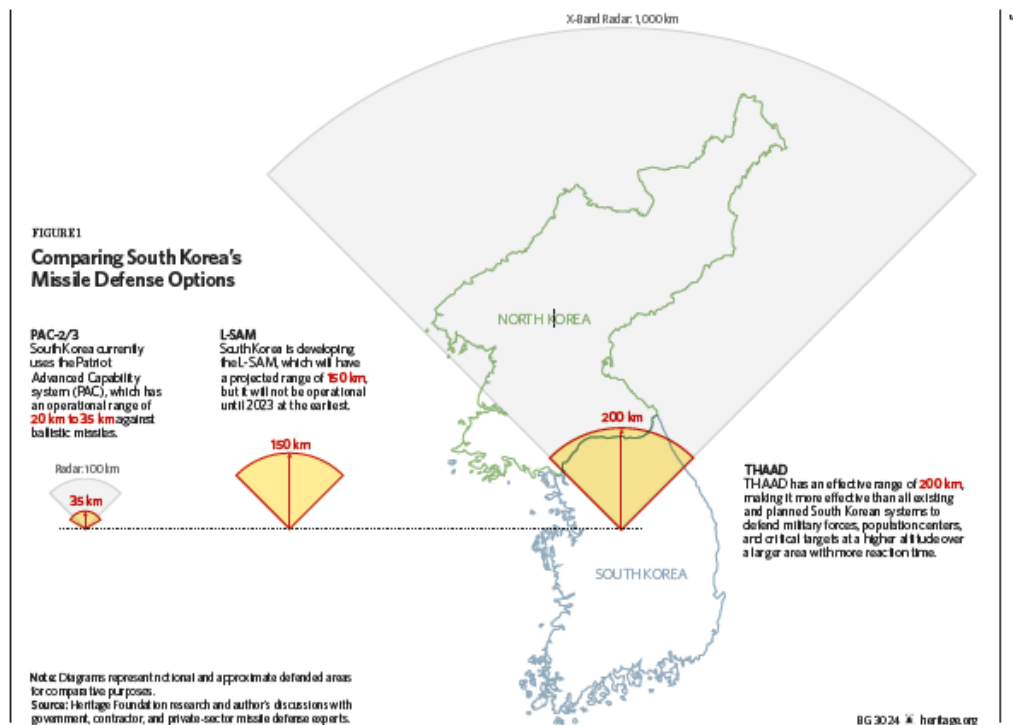 X-Band Radar: 1,000 km
FIGURE 1
Comparing South Korea's
Missile Defense Options
PAC-2/3
South Korea currently
uses the Patriot
Advanced Capability
system (PAC), which has
an operational range of
20 km to 35 km against
ballistic missiles.
Radar: 100 km
35 km
L-SAM
South Korea is developing
the L-SAM, which will have
a projected range of 150 km,
but it will not be operational
until 2023 at the earliest.
150 km
NORTH KOREA
200 km
THAAD
THAAD has an effective range of 200 km,
making it more effective than all existing
and planned South Korean systems to
defend military forces, population centers,
and critical targets at a higher altitude over
a larger area with more reaction time.
SOUTH KOREA
Note: Diagrams represent notional and approximate defended areas
for comparative purposes.
Source: Heritage Foundation research and author's discussions with
government, contractor, and private-sector missile defense experts.
BG 3024 heritage.org